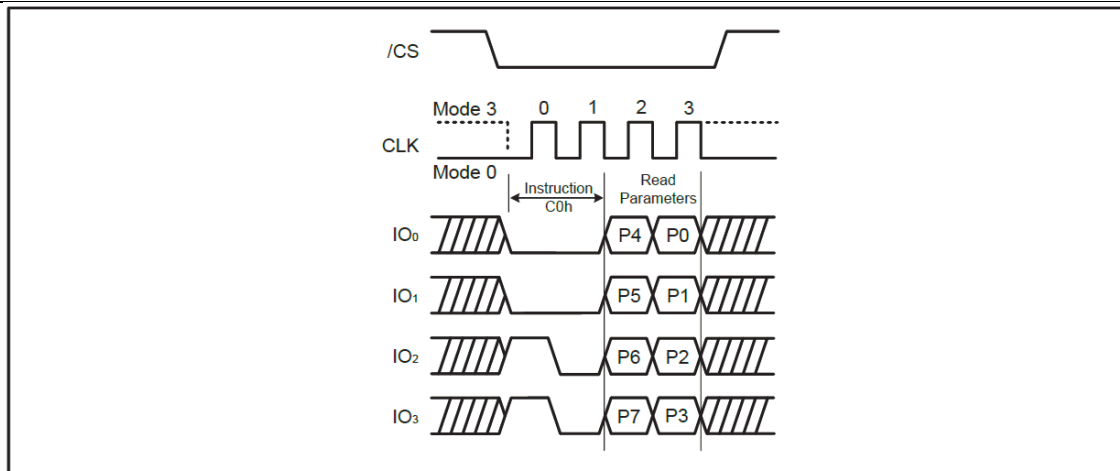 /CS
Mode 3 0 1 2 3
CLK
Mode 0
Instruction
C0h
Read
Parameters
IO₀ P4 P0
IO₁ P5 P1
IO₂ P6 P2
IO₃ P7 P3